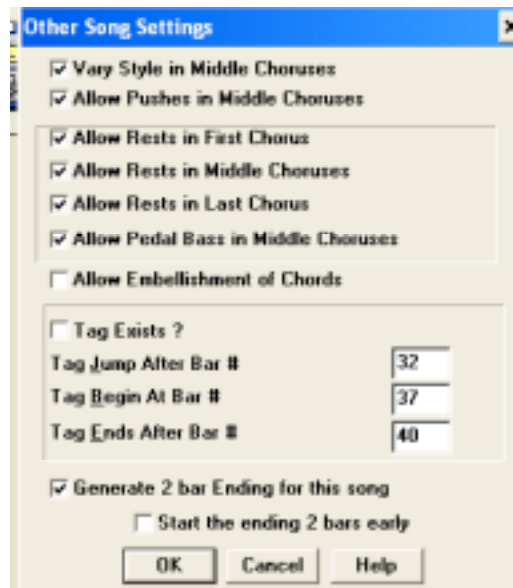 Other Song Settings
Vary Style in Middle Choruses
Allow Pushes in Middle Choruses
Allow Rests in First Chorus
Allow Rests in Middle Choruses
Allow Rests in Last Chorus
Allow Pedal Bass in Middle Choruses
Allow Embellishment of Chords
Tag Exists ?
Tag Jump After Bar # 32
Tag Begin At Bar # 37
Tag Ends After Bar # 40
Generate 2 bar Ending for this song
Start the ending 2 bars early
OK Cancel Help